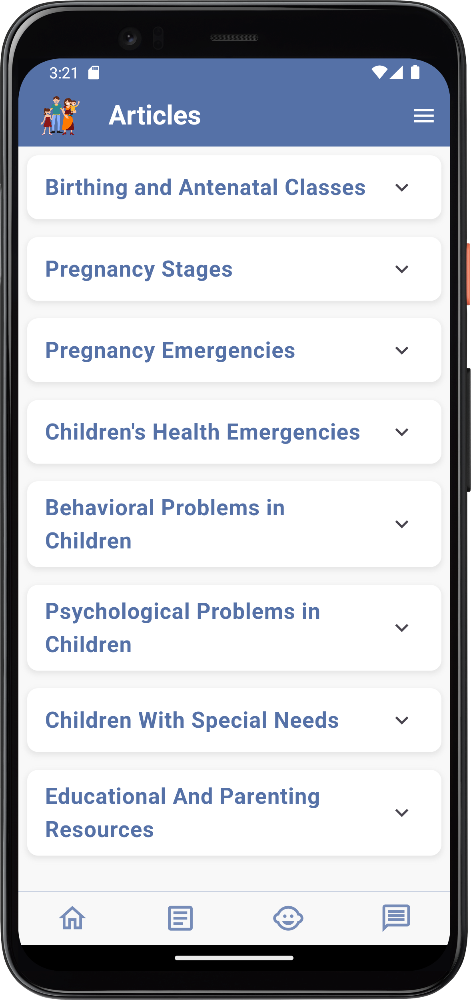 3:21
Articles
Birthing and Antenatal Classes
Pregnancy Stages
Pregnancy Emergencies
Children's Health Emergencies
Behavioral Problems in
Children
Psychological Problems in
Children
Children With Special Needs
Educational And Parenting
Resources